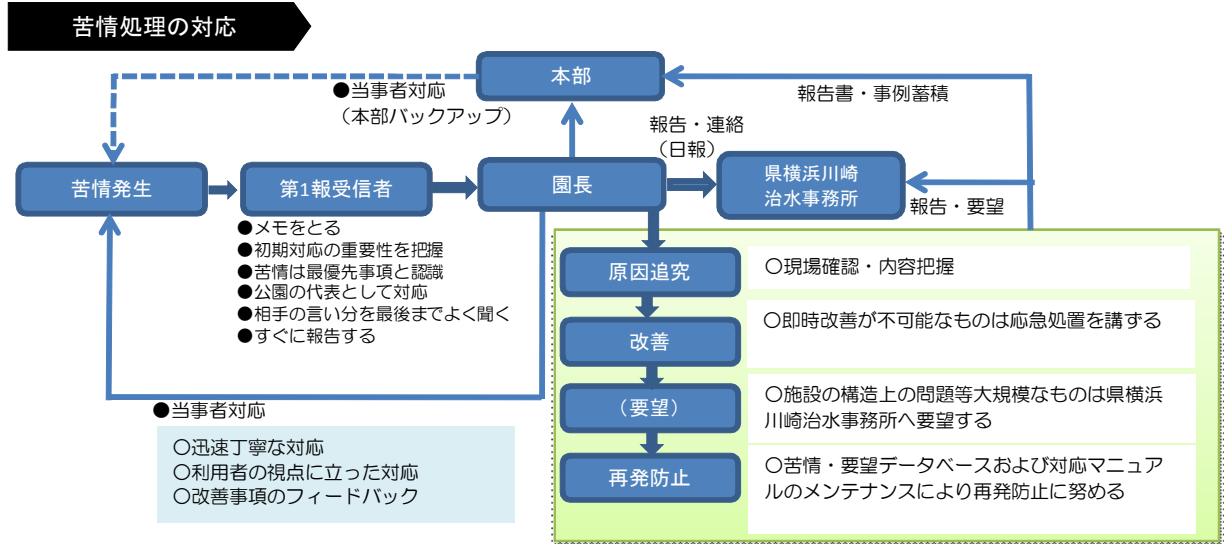 苦情処理の対応
本部
●当事者対応
（本部バックアップ）
報告書・事例蓄積
報告・連絡
（日報）
苦情発生
第1報受信者
園長
県横浜川崎
治水事務所
報告・要望
●メモをとる
●初期対応の重要性を把握
●苦情は最優先事項と認識
●公園の代表として対応
●相手の言い分を最後までよく聞く
●すぐに報告する
原因追究
〇現場確認・内容把握
改善
〇即時改善が不可能なものは応急処置を講ずる
（要望）
〇施設の構造上の問題等大規模なものは県横浜
川崎治水事務所へ要望する
再発防止
〇苦情・要望データベースおよび対応マニュア
ルのメンテナンスにより再発防止に努める
●当事者対応
〇迅速丁寧な対応
〇利用者の視点に立った対応
〇改善事項のフィードバック